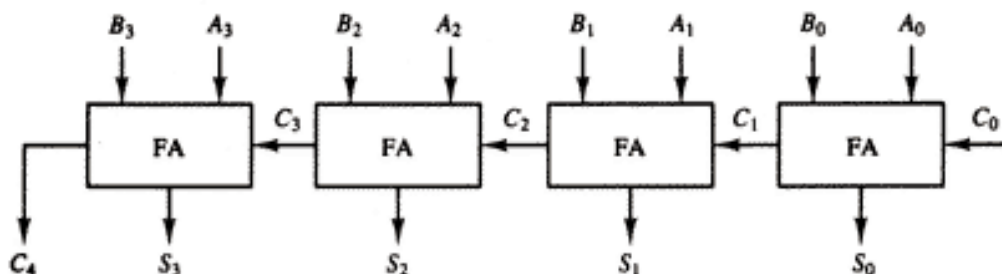 B₃ A₃ B₂ A₂ B₁ A₁ B₀ A₀
C₃ C₂ C₁ C₀
FA FA FA FA
C₄ S₃ S₂ S₁ S₀